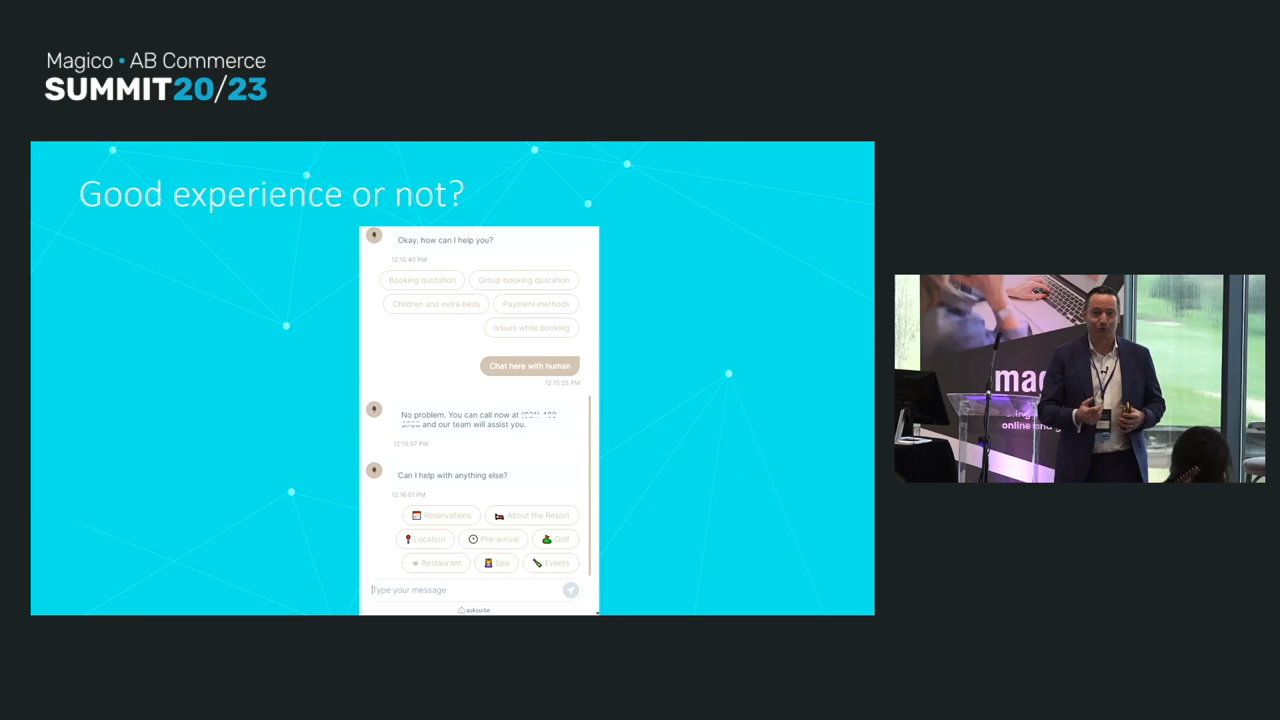 Magico • AB Commerce
SUMMIT20/23
Good experience or not?
Okay, how can I help you?
12:15:40 PM
Booking quotation
Group booking quotation
Children and extra beds
Payment methods
Issues while booking
Chat here with human
12:15:55 PM
No problem. You can call now at
and our team will assist you.
12:15:57 PM
Can I help with anything else?
12:16:01 PM
Reservations
About the Resort
Location
Pre-arrival
Golf
Restaurant
Spa
Events
Type your message
asksuite
online